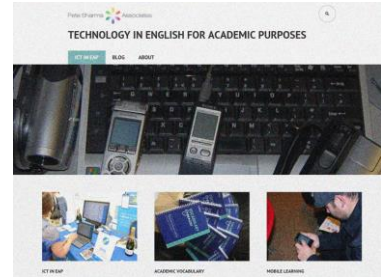 Pete Sharma Associates
TECHNOLOGY IN ENGLISH FOR ACADEMIC PURPOSES
ICT IN EAP BLOG ABOUT
ICT IN EAP ACADEMIC VOCABULARY MOBILE LEARNING